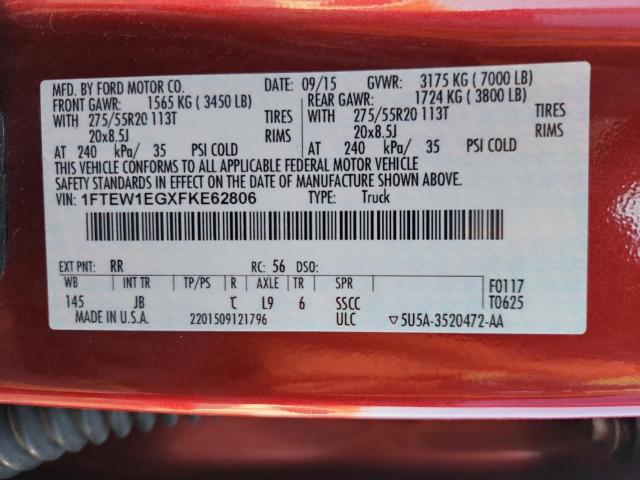 MFD. BY FORD MOTOR CO. DATE: 09/15 GVWR: 3175 KG ( 7000 LB)
FRONT GAWR: 1565 KG ( 3450 LB) REAR GAWR: 1724 KG ( 3800 LB)
WITH 275/55R20 113T TIRES WITH 275/55R20 113T TIRES
20x8.5J RIMS 20x8.5J RIMS
AT 240 kPa/ 35 PSI COLD AT 240 kPa/ 35 PSI COLD
THIS VEHICLE CONFORMS TO ALL APPLICABLE FEDERAL MOTOR VEHICLE
SAFETY STANDARDS IN EFFECT ON THE DATE OF MANUFACTURE SHOWN ABOVE.
VIN: 1FTEW1EGXFKE62806 TYPE: Truck
EXT PNT: RR RC: 56 DSO:
WB INT TR TP/PS R AXLE TR SPR F0117
145 JB C L9 6 SSCC T0625
MADE IN U.S.A. 2201509121796 ULC ▽5U5A-3520472-AA